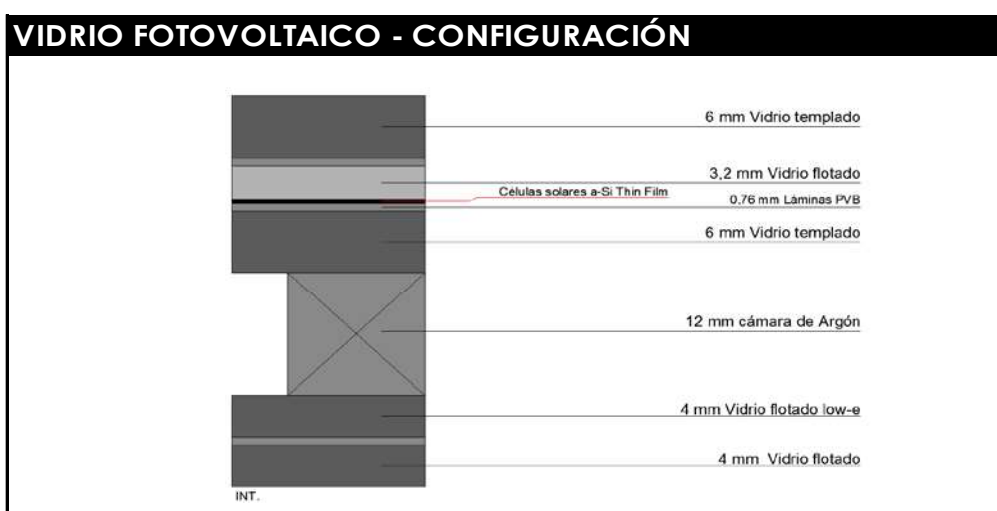 VIDRIO FOTOVOLTAICO - CONFIGURACIÓN
6 mm Vidrio templado
3,2 mm Vidrio flotado
Células solares a-Si Thin Film
0,76 mm Láminas PVB
6 mm Vidrio templado
12 mm cámara de Argón
4 mm Vidrio flotado low-e
4 mm Vidrio flotado
INT.